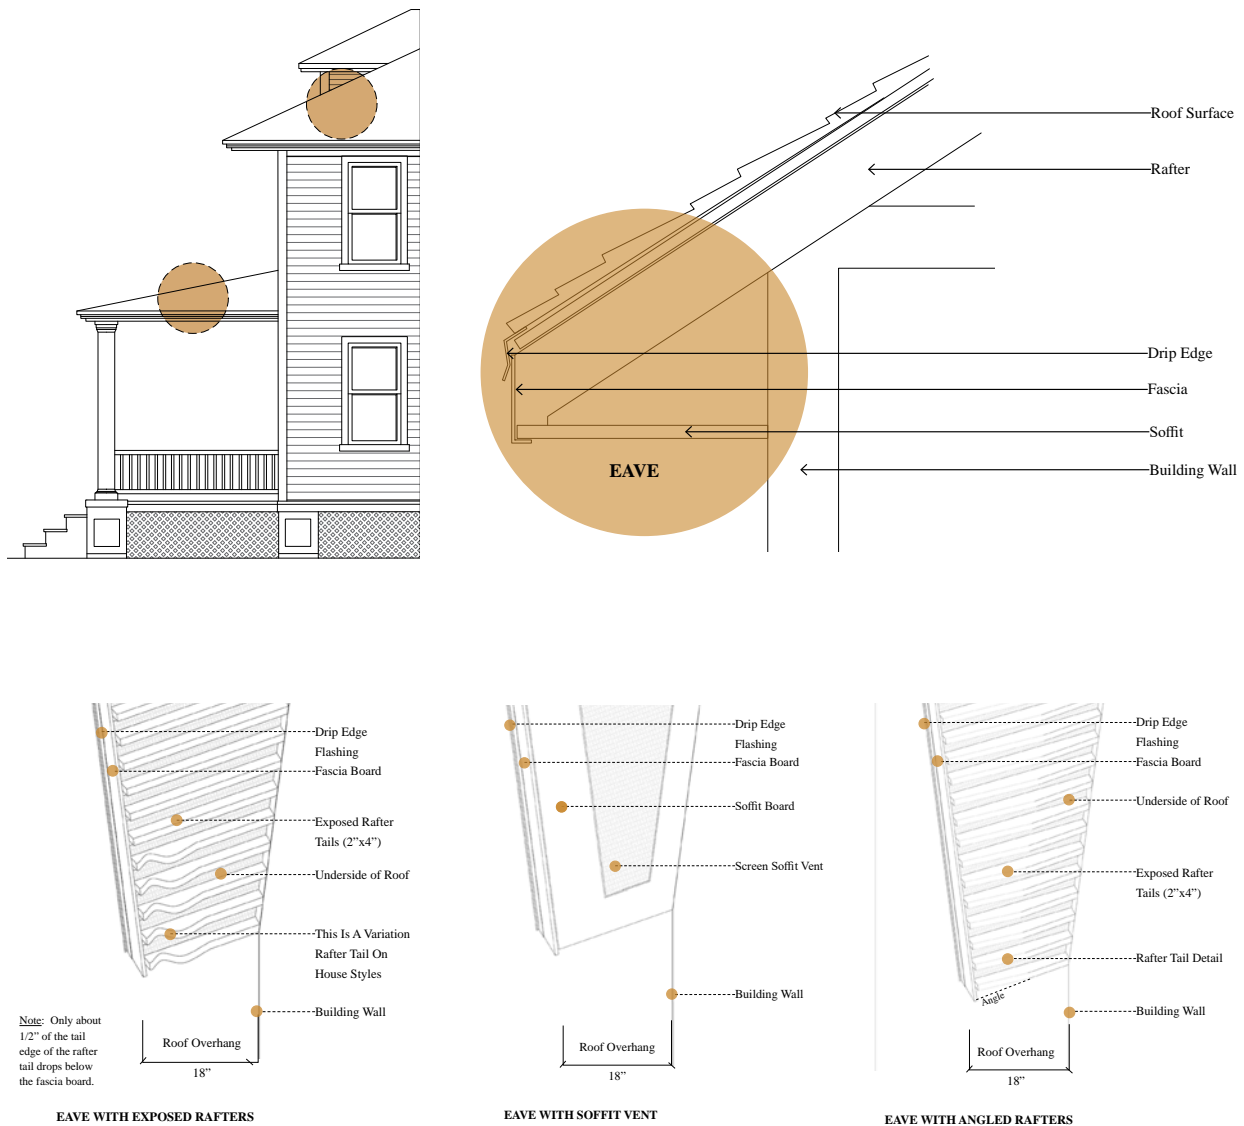 Roof Surface
Rafter
Drip Edge
Fascia
Soffit
EAVE
Building Wall
Drip Edge
Flashing
Fascia Board
Exposed Rafter
Tails (2”x4”)
Underside of Roof
This Is A Variation
Rafter Tail On
House Styles
Building Wall
Note: Only about
1/2” of the tail
edge of the rafter
tail drops below
the fascia board.
Roof Overhang
18”
EAVE WITH EXPOSED RAFTERS
Drip Edge
Flashing
Fascia Board
Soffit Board
Screen Soffit Vent
Building Wall
Roof Overhang
18”
EAVE WITH SOFFIT VENT
Drip Edge
Flashing
Fascia Board
Underside of Roof
Exposed Rafter
Tails (2”x4”)
Rafter Tail Detail
Angle
Building Wall
Roof Overhang
18”
EAVE WITH ANGLED RAFTERS